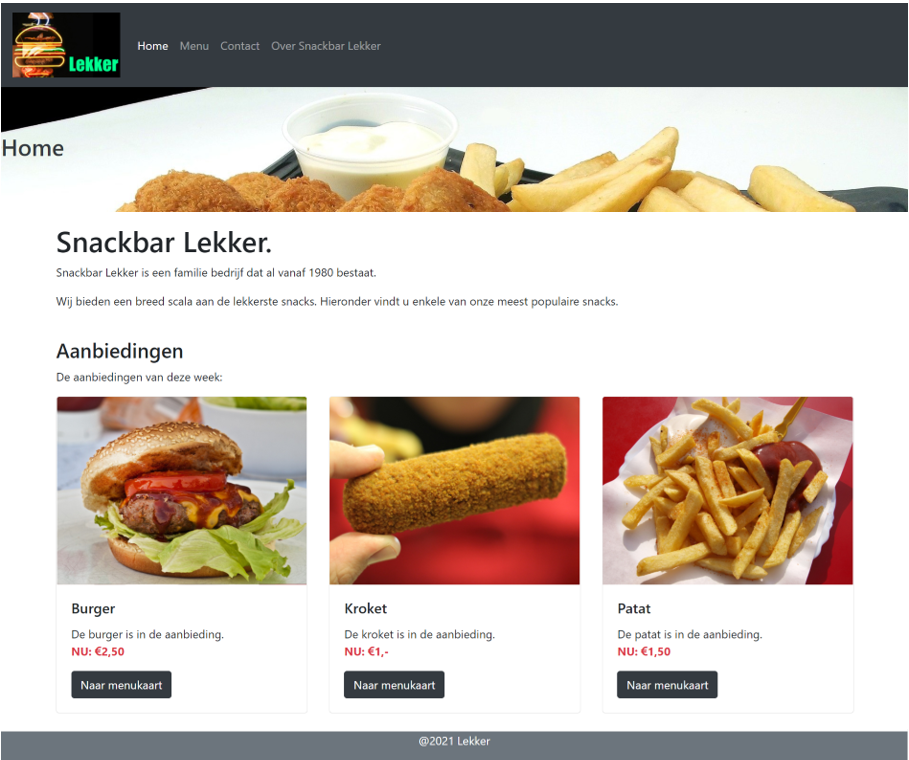 Lekker
Home Menu Contact Over Snackbar Lekker
Home
Snackbar Lekker.
Snackbar Lekker is een familie bedrijf dat al vanaf 1980 bestaat.
Wij bieden een breed scala aan de lekkerste snacks. Hieronder vindt u enkele van onze meest populaire snacks.
Aanbiedingen
De aanbiedingen van deze week:
Burger
De burger is in de aanbieding.
NU: €2,50
Naar menukaart
Kroket
De kroket is in de aanbieding.
NU: €1,-
Naar menukaart
Patat
De patat is in de aanbieding.
NU: €1,50
Naar menukaart
@2021 Lekker